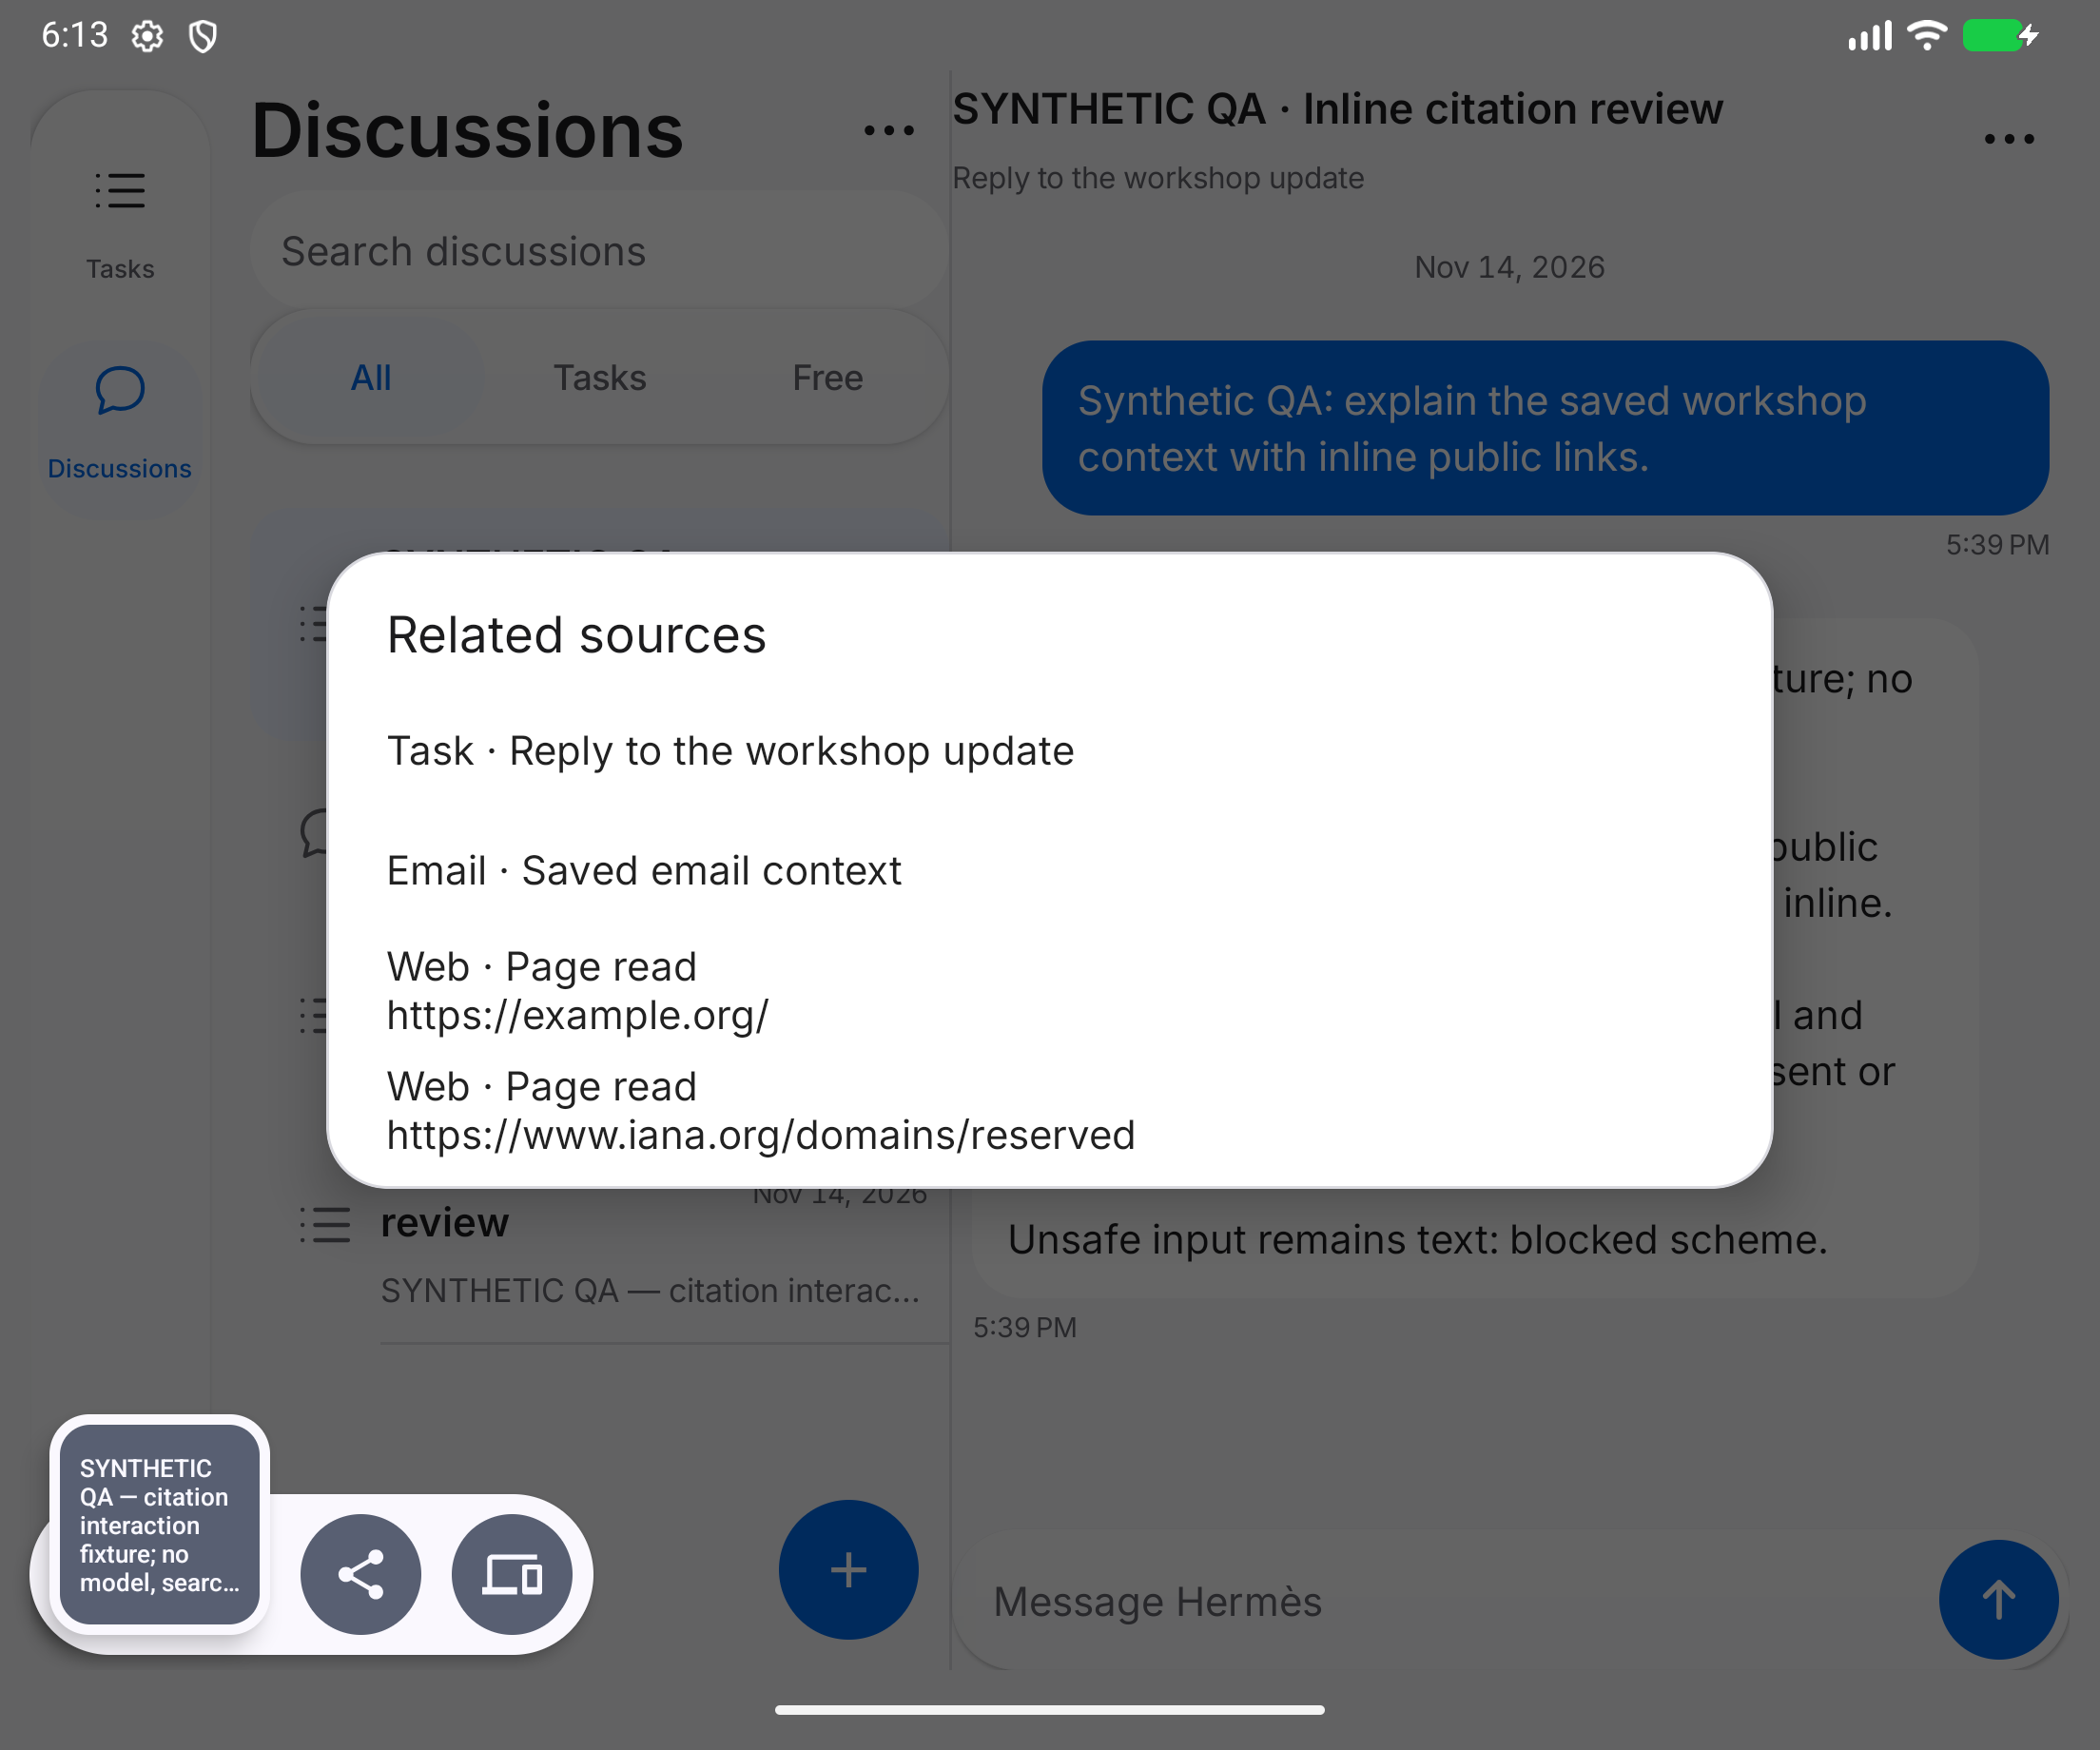 6:13
Tasks
Discussions
Discussions
Search discussions
All
Tasks
Free
Nov 14, 2026
review
SYNTHETIC QA — citation interac...
SYNTHETIC QA · Inline citation review
Reply to the workshop update
Nov 14, 2026
Synthetic QA: explain the saved workshop
context with inline public links.
5:39 PM
ture; no
public
inline.
and
sent or
Unsafe input remains text: blocked scheme.
5:39 PM
Message Hermès
Related sources
Task · Reply to the workshop update
Email · Saved email context
Web · Page read
https://example.org/
Web · Page read
https://www.iana.org/domains/reserved
SYNTHETIC
QA — citation
interaction
fixture; no
model, searc...